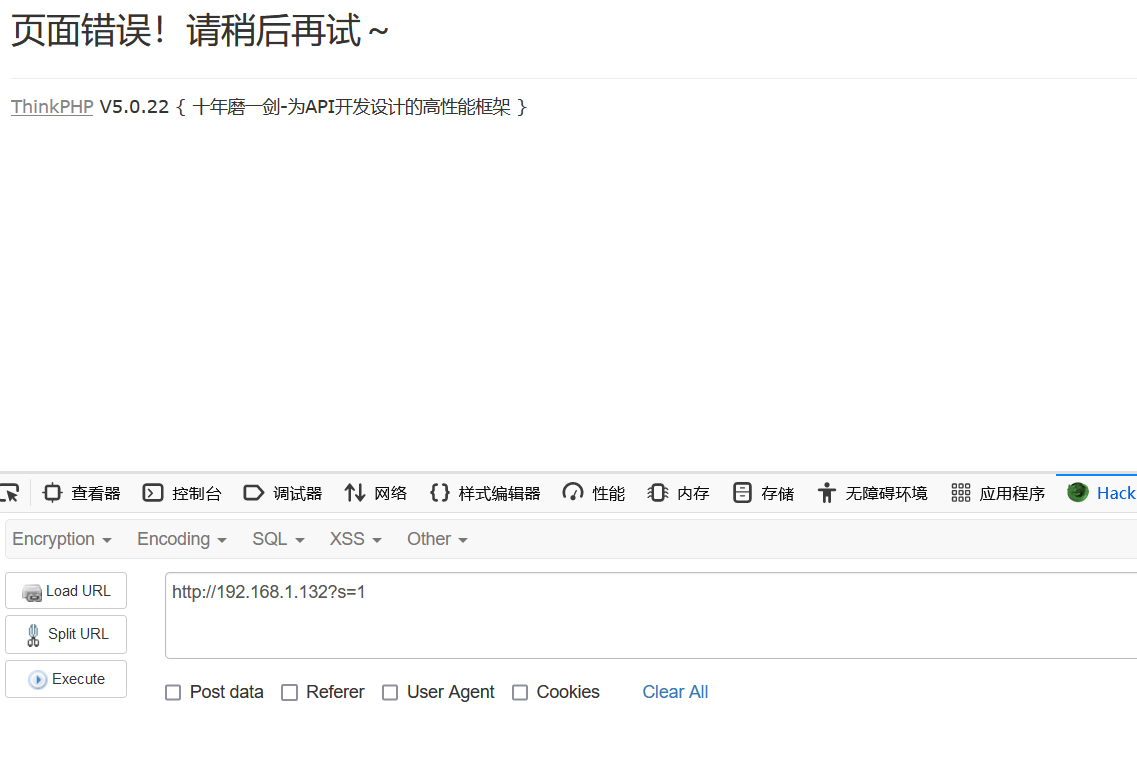 页面错误！请稍后再试～
ThinkPHP V5.0.22 { 十年磨一剑-为API开发设计的高性能框架 }
查看器 控制台 调试器 网络 样式编辑器 性能 内存 存储 无障碍环境 应用程序 Hack
Encryption Encoding SQL XSS Other
Load URL http://192.168.1.132?s=1
Split URL
Execute
Post data Referer User Agent Cookies Clear All